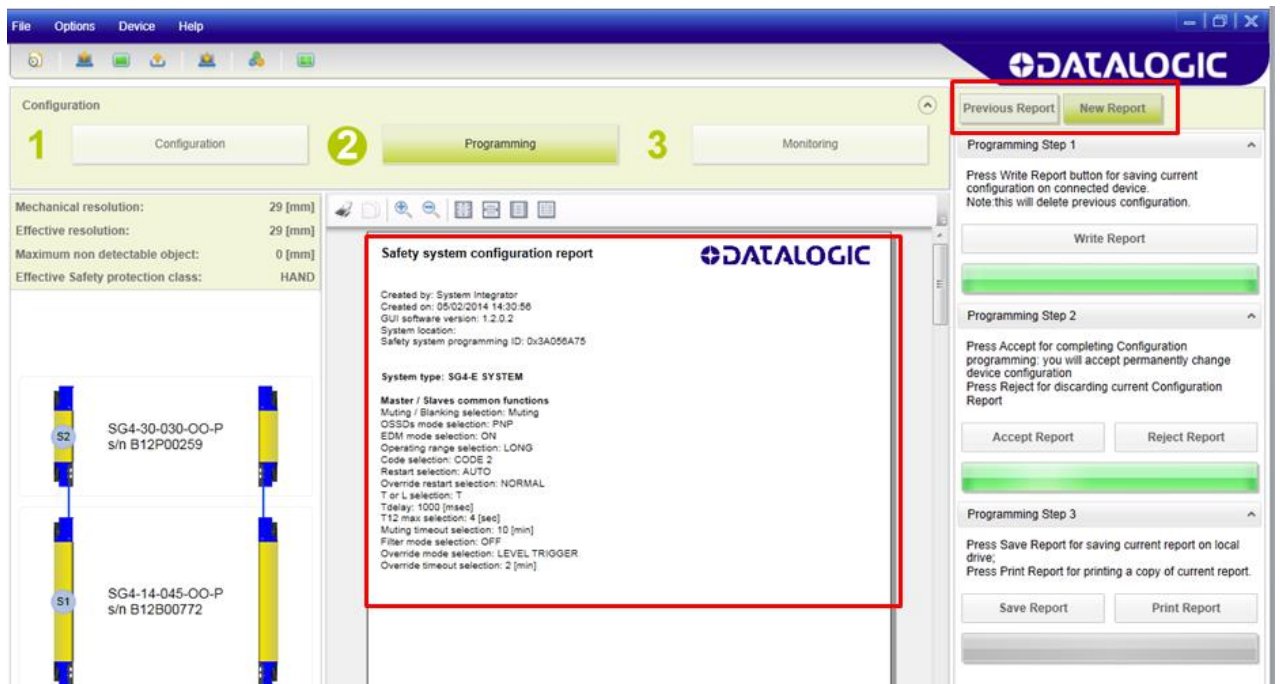 File Options Device Help
DATALOGIC
Configuration
1 Configuration 2 Programming 3 Monitoring
Previous Report New Report
Mechanical resolution: 29 [mm]
Effective resolution: 29 [mm]
Maximum non detectable object: 0 [mm]
Effective Safety protection class: HAND
S2
SG4-30-030-OO-P
s/n B12P00259
S1
SG4-14-045-OO-P
s/n B12B00772
Safety system configuration report
DATALOGIC
Created by: System Integrator
Created on: 05/02/2014 14:30:56
GUI software version: 1.2.0.2
System location:
Safety system programming ID: 0x3A056A75
System type: SG4-E SYSTEM
Master / Slaves common functions
Muting / Blanking selection: Muting
OSSDs mode selection: PNP
EDM mode selection: ON
Operating range selection: LONG
Code selection: CODE 2
Restart selection: AUTO
Override restart selection: NORMAL
T or L selection: T
Tdelay: 1000 [msec]
T12 max selection: 4 [sec]
Muting timeout selection: 10 [min]
Filter mode selection: OFF
Override mode selection: LEVEL TRIGGER
Override timeout selection: 2 [min]
Programming Step 1
Press Write Report button for saving current
configuration on connected device.
Note:this will delete previous configuration.
Write Report
Programming Step 2
Press Accept for completing Configuration
programming: you will accept permanently change
device configuration
Press Reject for discarding current Configuration
Report
Accept Report Reject Report
Programming Step 3
Press Save Report for saving current report on local
drive;
Press Print Report for printing a copy of current report.
Save Report Print Report